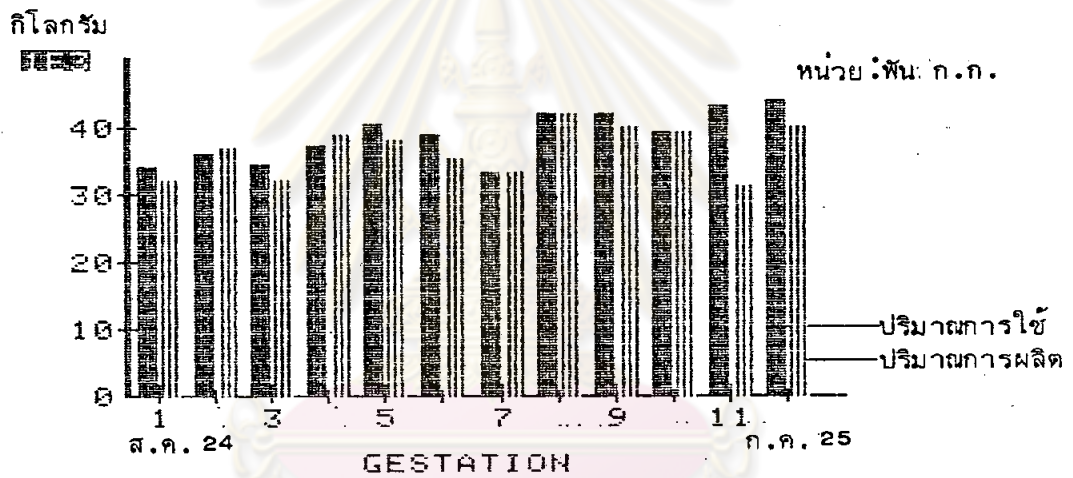 กิโลกรัม
หน่วย : พัน ก.ก.
40
30
20
10
0
ปริมาณการใช้
ปริมาณการผลิต
1 3 5 7 9 11
ส.ค. 24 ก.ค. 25
GESTATION